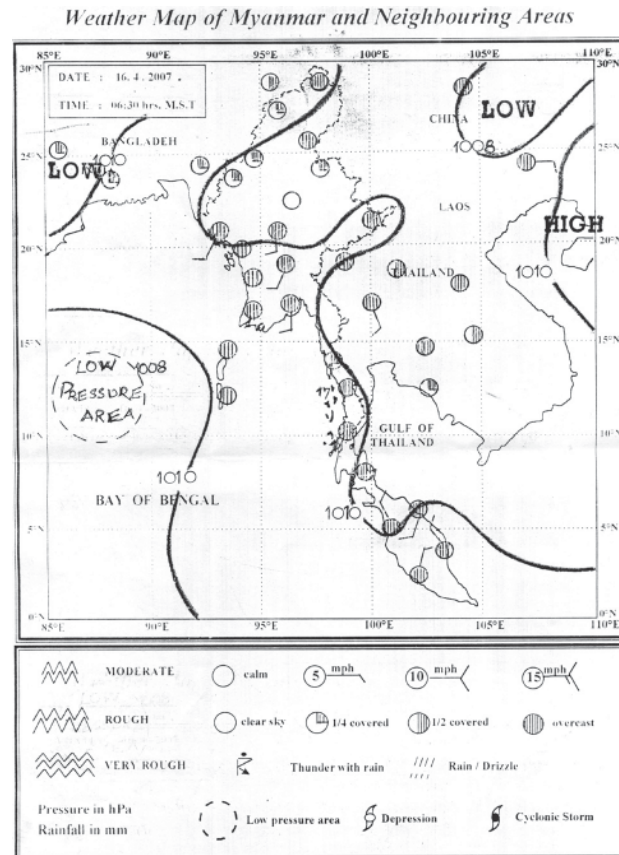 Weather Map of Myanmar and Neighbouring Areas
85°E 90°E 95°E 100°E 105°E 110°E
30°N 30°N
DATE : 16.4.2007.
TIME : 06:30 hrs, M.S.T
LOW
CHINA
BANGLADEH
1008
25°N 25°N
LOW
LAOS
HIGH
20°N 20°N
THAILAND
1010
15°N 15°N
LOW 1008
PRESSURE
AREA
10°N 10°N
GULF OF
THAILAND
1010
BAY OF BENGAL
1010
5°N 5°N
0°N 0°N
85°E 90°E 95°E 100°E 105°E 110°E
MODERATE calm 5 mph 10 mph 15 mph
ROUGH clear sky 1/4 covered 1/2 covered overcast
VERY ROUGH Thunder with rain Rain / Drizzle
Pressure in hPa
Rainfall in mm
Low pressure area Depression Cyclonic Storm